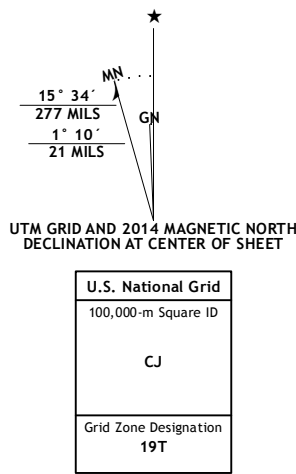 ★
MN
15° 34´
277 MILS
GN
1° 10´
21 MILS
UTM GRID AND 2014 MAGNETIC NORTH
DECLINATION AT CENTER OF SHEET
U.S. National Grid
100,000-m Square ID
CJ
Grid Zone Designation
19T